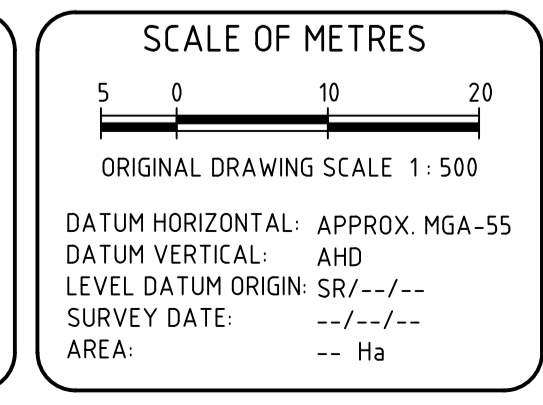 SCALE OF METRES
5 0 10 20
ORIGINAL DRAWING SCALE 1 : 500
DATUM HORIZONTAL: APPROX. MGA-55
DATUM VERTICAL: AHD
LEVEL DATUM ORIGIN: SR/--/--
SURVEY DATE: --/--/--
AREA: -- Ha